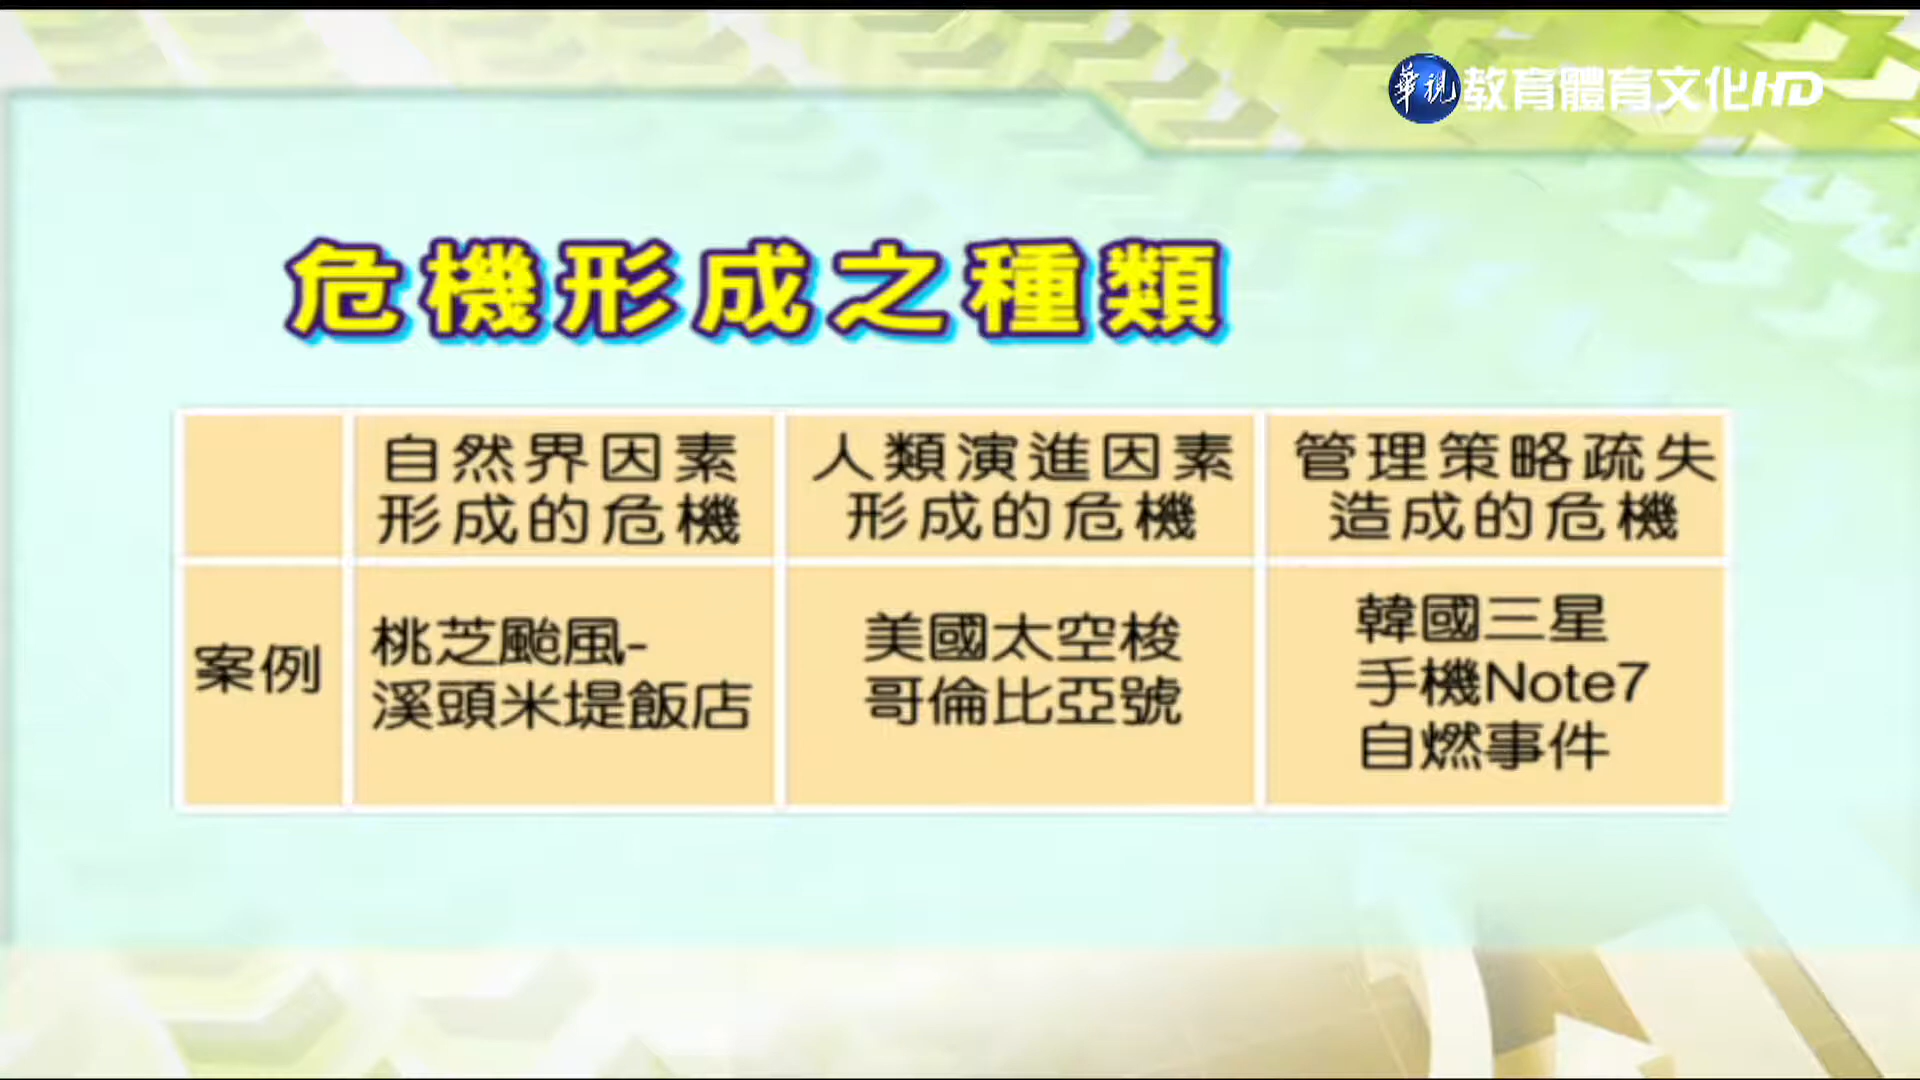 華視 教育體育文化HD
危機形成之種類
自然界因素
形成的危機
人類演進因素
形成的危機
管理策略疏失
造成的危機
案例
桃芝颱風-
溪頭米堤飯店
美國太空梭
哥倫比亞號
韓國三星
手機Note7
自燃事件